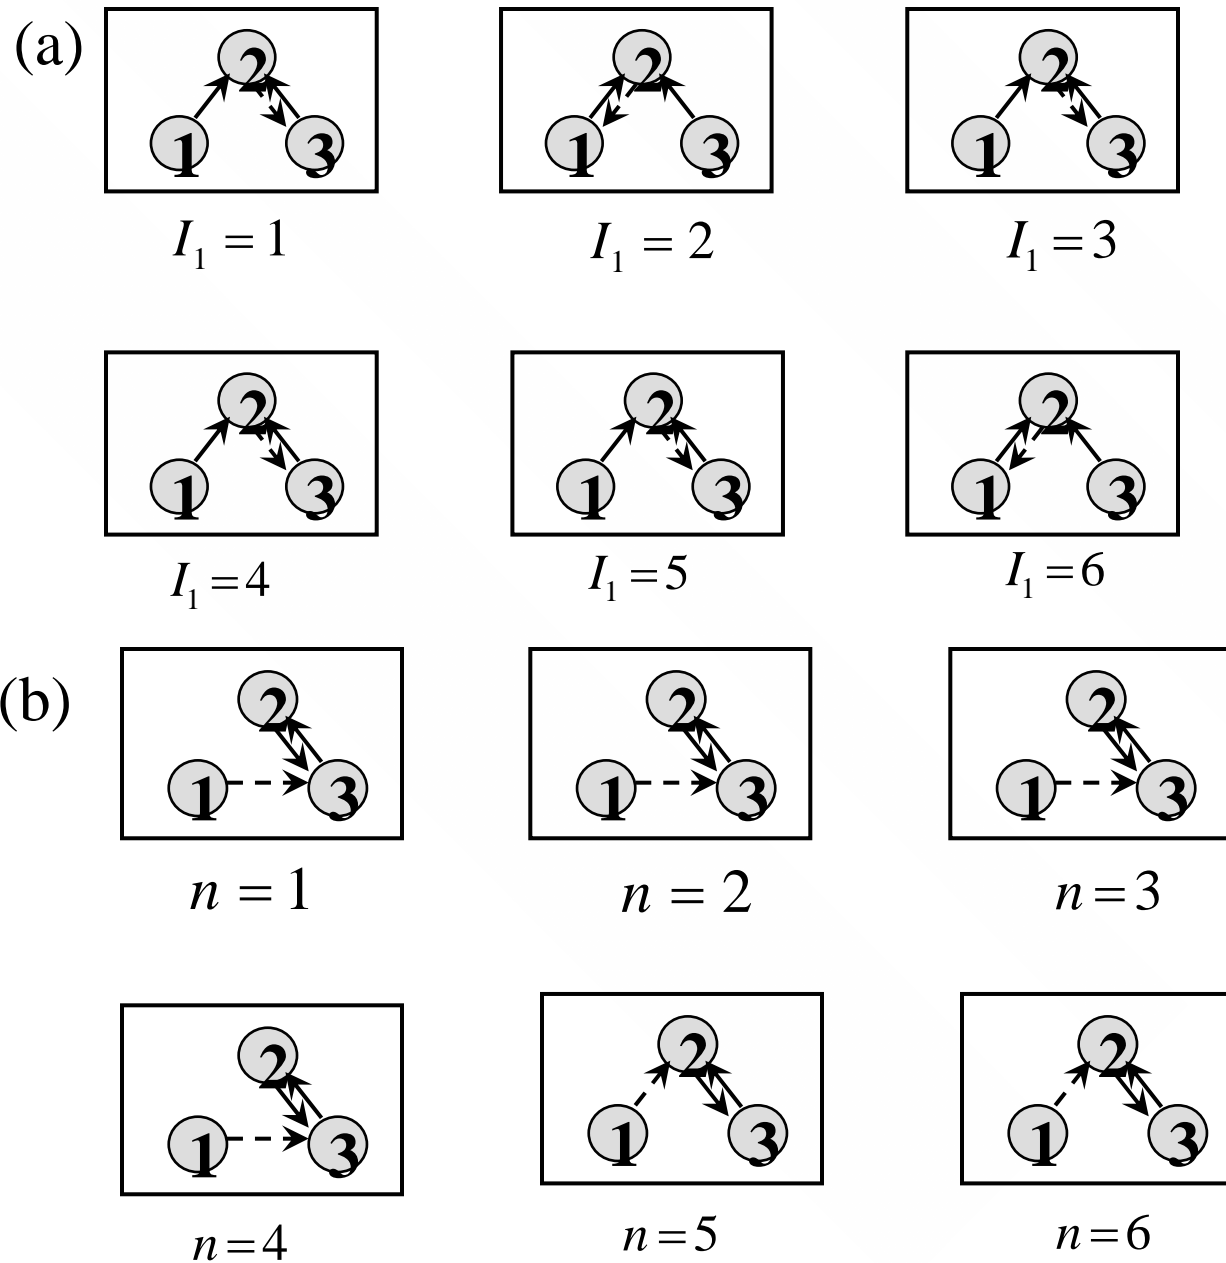 (a)
2 2 2
1 3 1 3 1 3
I₁ = 1 I₁ = 2 I₁ = 3
2 2 2
1 3 1 3 1 3
I₁ = 4 I₁ = 5 I₁ = 6
(b)
2 2 2
1 3 1 3 1 3
n = 1 n = 2 n = 3
2 2 2
1 3 1 3 1 3
n = 4 n = 5 n = 6